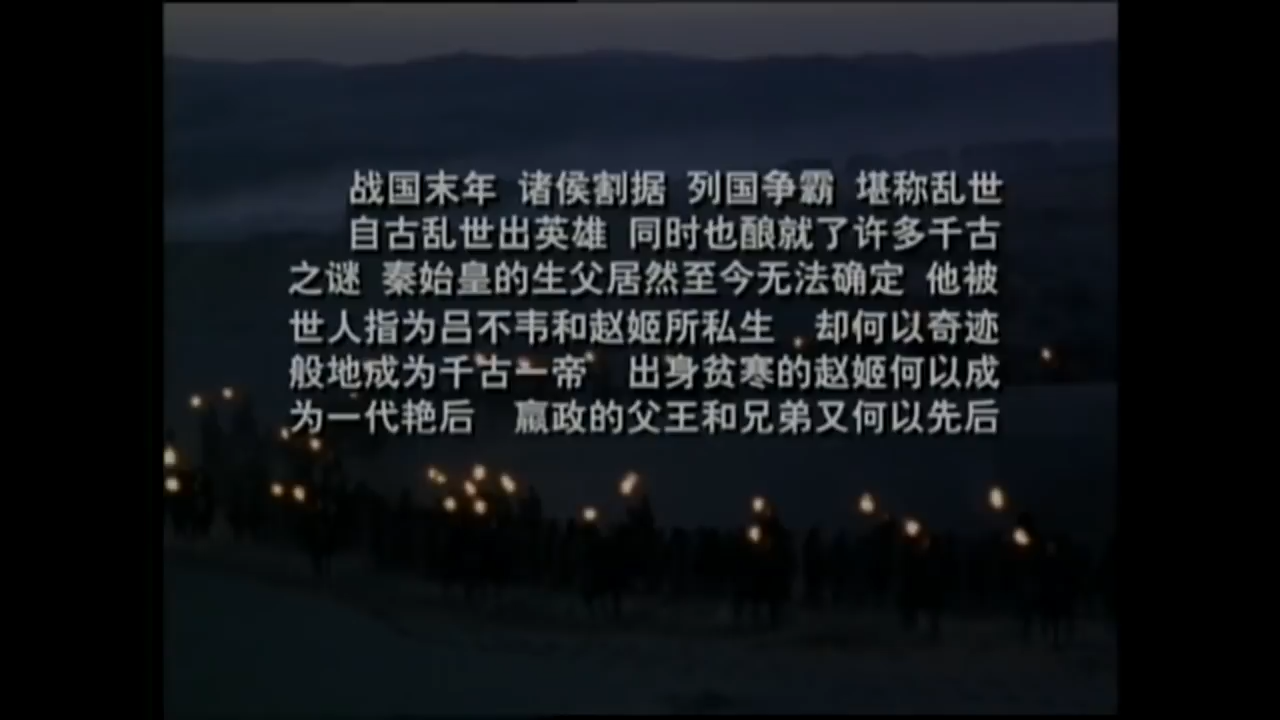 战国末年 诸侯割据 列国争霸 堪称乱世
自古乱世出英雄 同时也酿就了许多千古
之谜 秦始皇的生父居然至今无法确定 他被
世人指为吕不韦和赵姬所私生 却何以奇迹
般地成为千古一帝 出身贫寒的赵姬何以成
为一代艳后 嬴政的父王和兄弟又何以先后